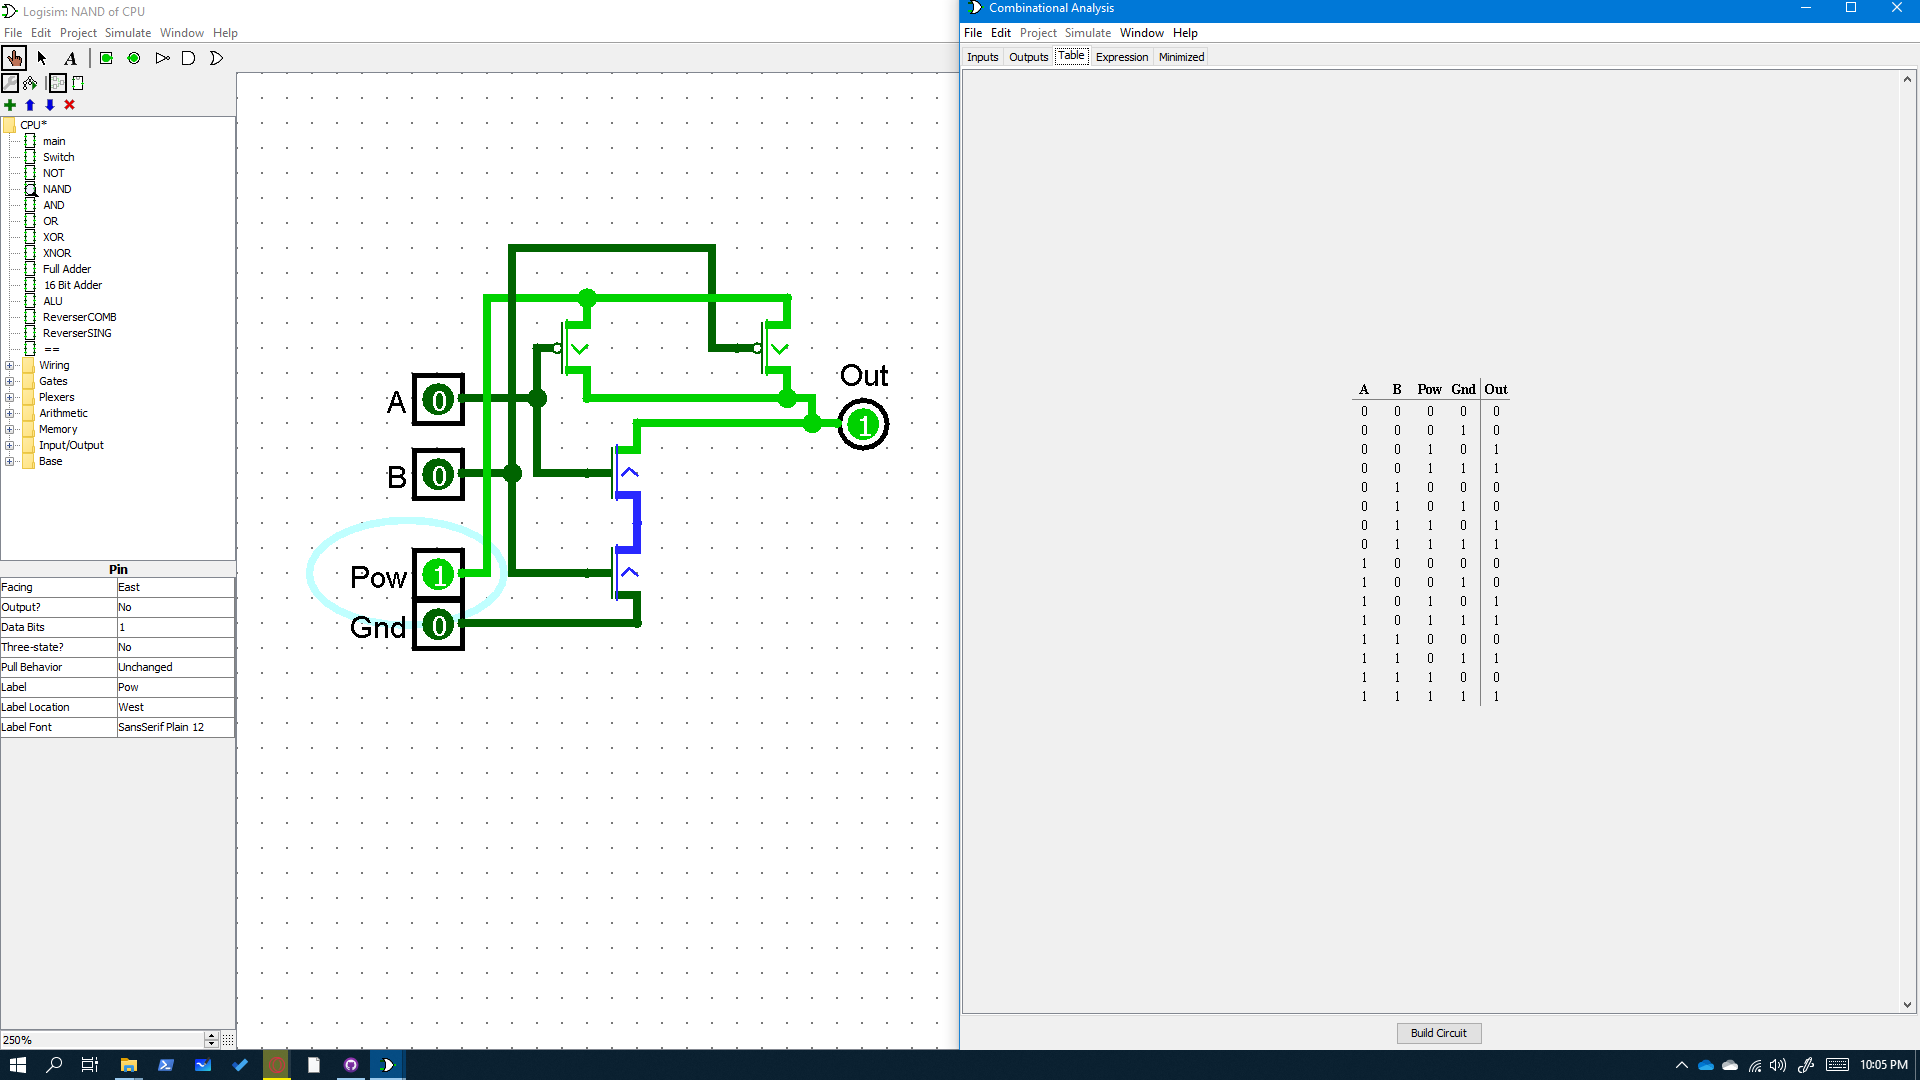 Logisim: NAND of CPU
File Edit Project Simulate Window Help
A
CPU*
main
Switch
NOT
NAND
AND
OR
XOR
XNOR
Full Adder
16 Bit Adder
ALU
ReverserCOMB
ReverserSING
==
Wiring
Gates
Plexers
Arithmetic
Memory
Input/Output
Base
Pin
Facing East
Output? No
Data Bits 1
Three-state? No
Pull Behavior Unchanged
Label Pow
Label Location West
Label Font SansSerif Plain 12
250%
A 0
B 0
Pow 1
Gnd 0
Out
1
Combinational Analysis
File Edit Project Simulate Window Help
Inputs Outputs Table Expression Minimized
A B Pow Gnd Out
0 0 0 0 0
0 0 0 1 0
0 0 1 0 1
0 0 1 1 1
0 1 0 0 0
0 1 0 1 0
0 1 1 0 1
0 1 1 1 1
1 0 0 0 0
1 0 0 1 0
1 0 1 0 1
1 0 1 1 1
1 1 0 0 0
1 1 0 1 1
1 1 1 0 0
1 1 1 1 1
Build Circuit
10:05 PM